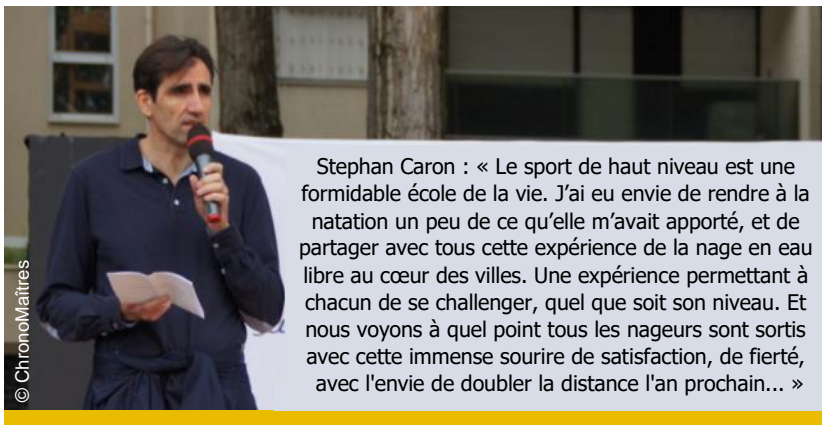 Stephan Caron : « Le sport de haut niveau est une
formidable école de la vie. J'ai eu envie de rendre à la
natation un peu de ce qu'elle m'avait apporté, et de
partager avec tous cette expérience de la nage en eau
libre au cœur des villes. Une expérience permettant à
chacun de se challenger, quel que soit son niveau. Et
nous voyons à quel point tous les nageurs sont sortis
avec cette immense sourire de satisfaction, de fierté,
avec l'envie de doubler la distance l'an prochain... »
© ChronoMaîtres